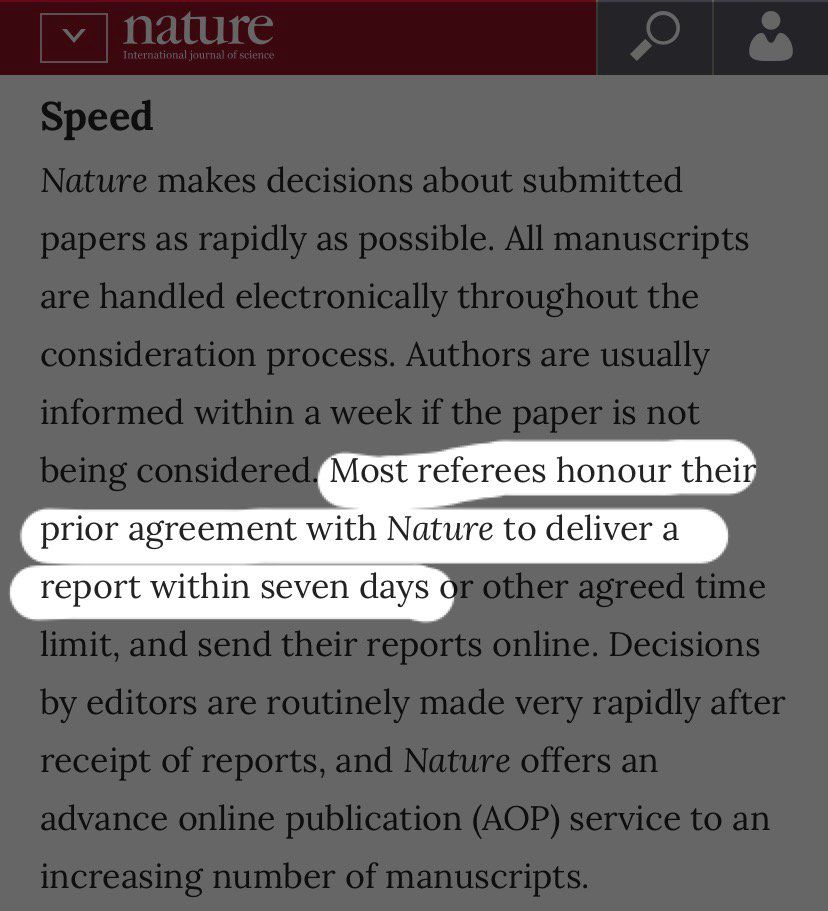 nature
International journal of science
Speed
Nature makes decisions about submitted
papers as rapidly as possible. All manuscripts
are handled electronically throughout the
consideration process. Authors are usually
informed within a week if the paper is not
being considered. Most referees honour their
prior agreement with Nature to deliver a
report within seven days or other agreed time
limit, and send their reports online. Decisions
by editors are routinely made very rapidly after
receipt of reports, and Nature offers an
advance online publication (AOP) service to an
increasing number of manuscripts.